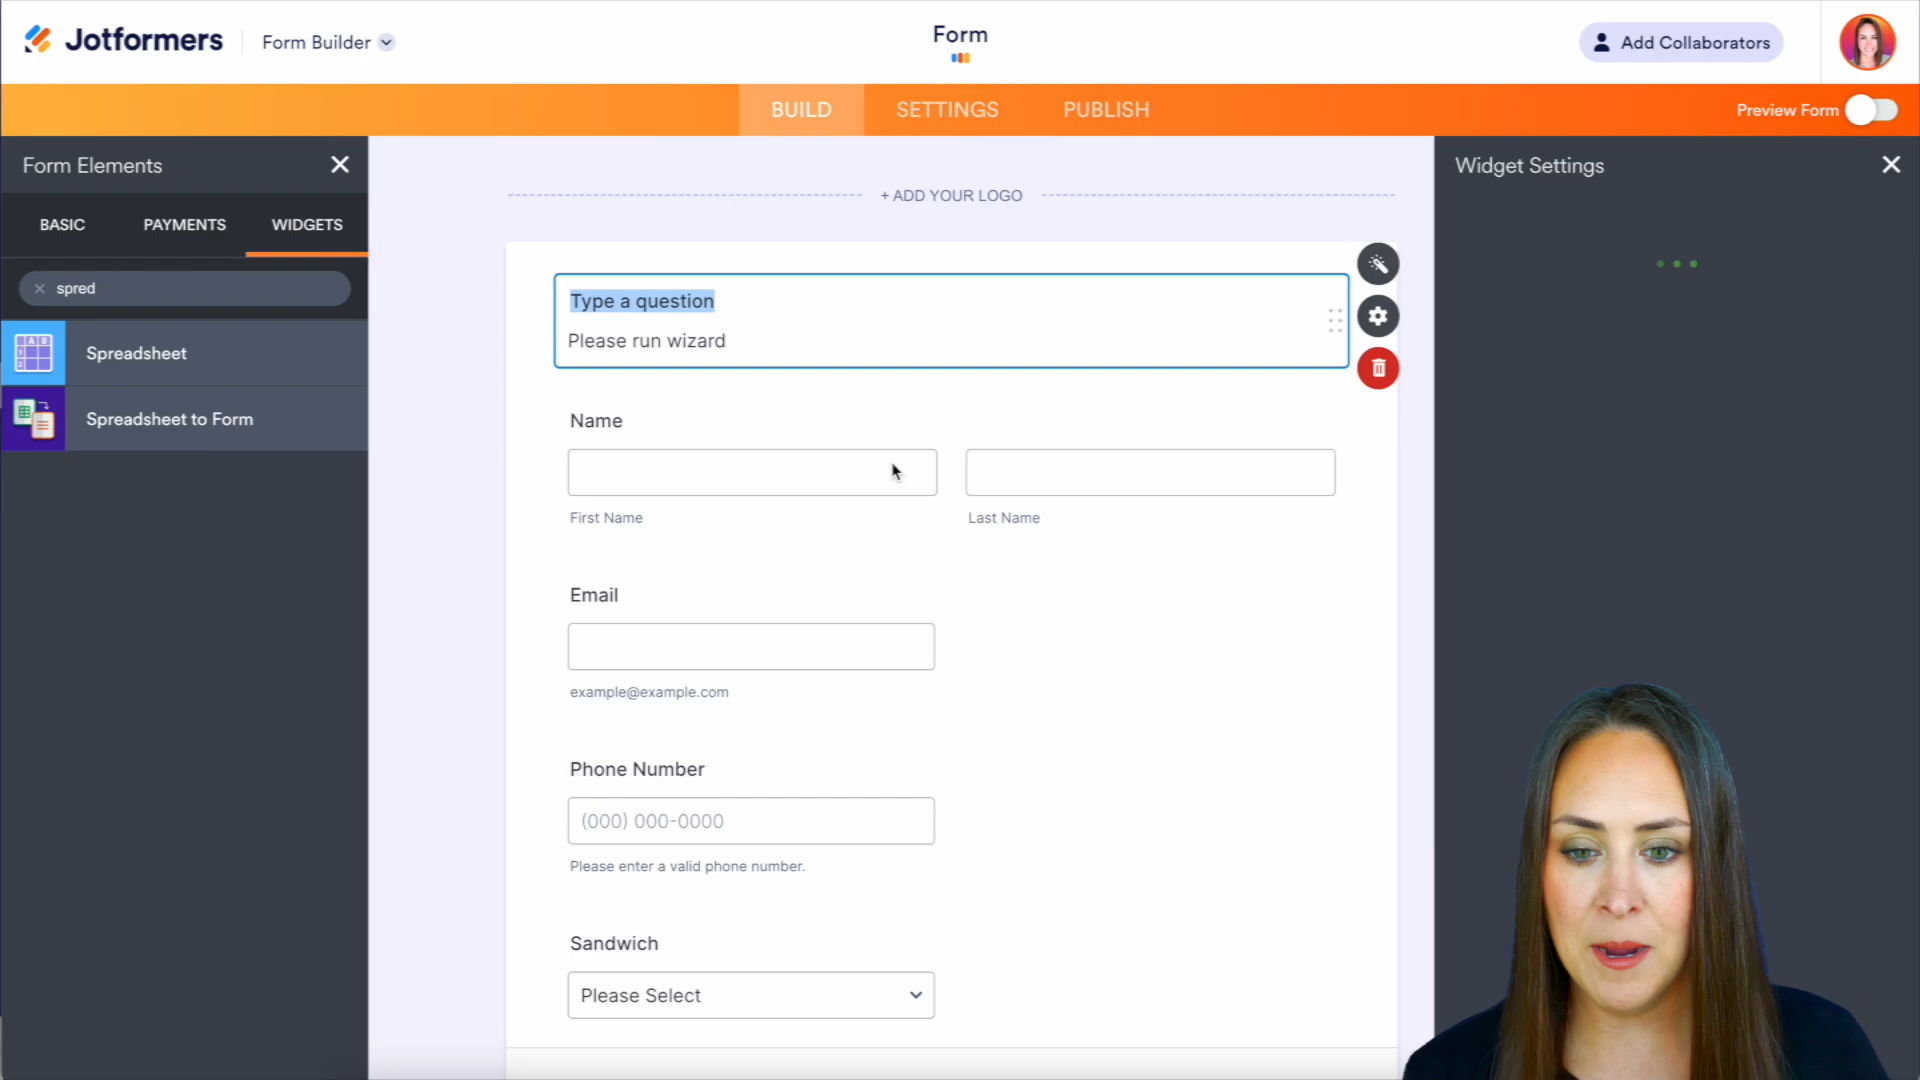 Jotformers
Form Builder
Form
Add Collaborators
BUILD
SETTINGS
PUBLISH
Preview Form
Form Elements
BASIC
PAYMENTS
WIDGETS
spred
Spreadsheet
Spreadsheet to Form
+ ADD YOUR LOGO
Type a question
Please run wizard
Name
First Name
Last Name
Email
example@example.com
Phone Number
(000) 000-0000
Please enter a valid phone number.
Sandwich
Please Select
Widget Settings